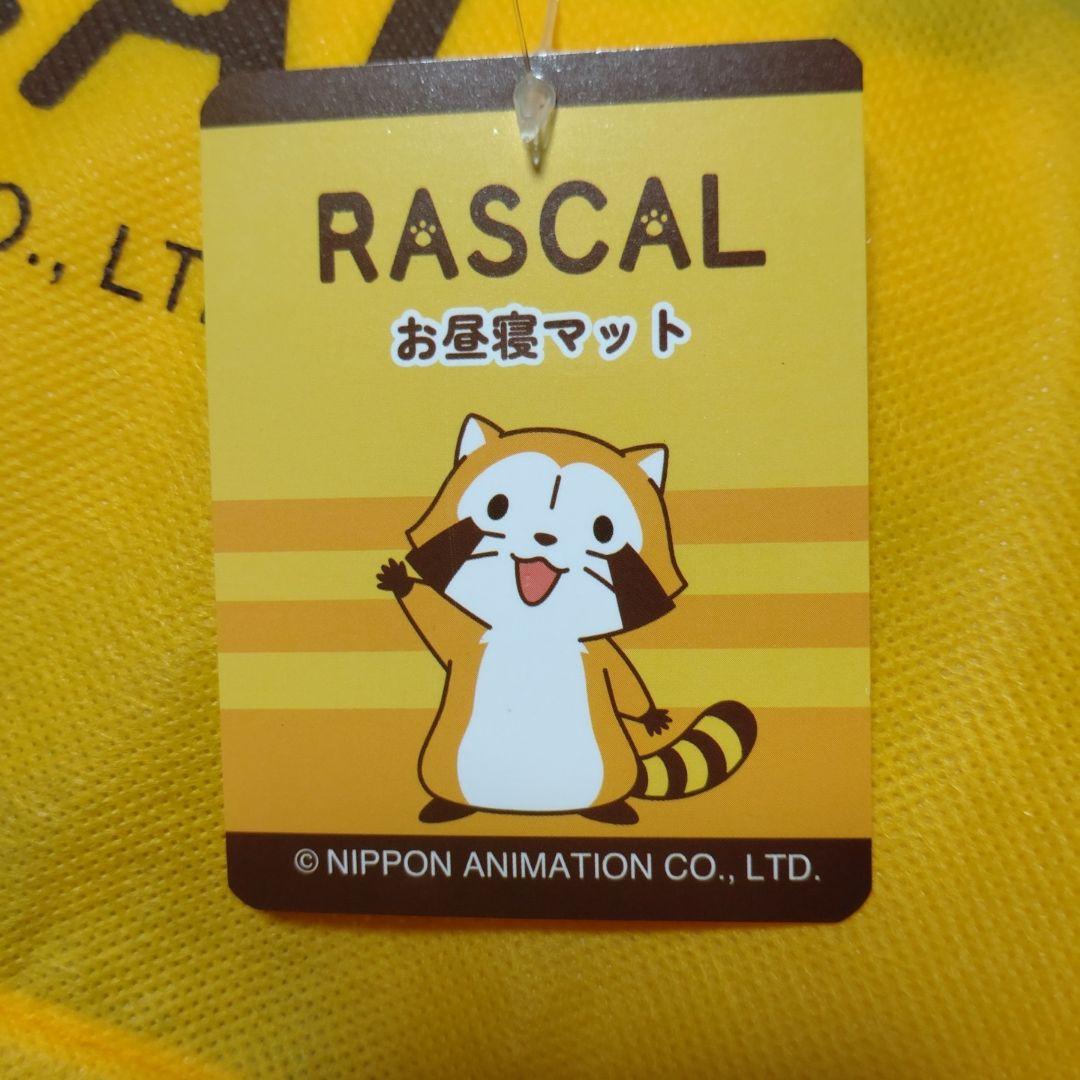 RASCAL
お昼寝マット
© NIPPON ANIMATION CO., LTD.